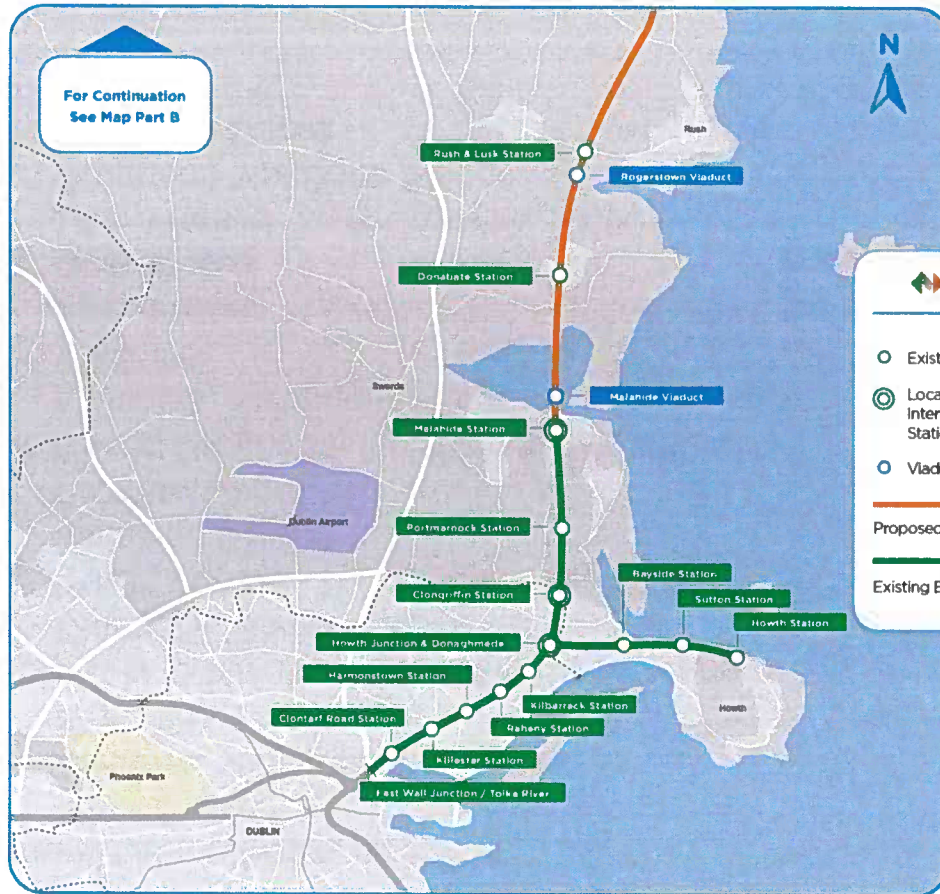 For Continuation
See Map Part B
N
Rush
Rush & Lusk Station
Rogerstown Viaduct
Donabate Station
Swords
Malahide Viaduct
Malahide Station
Dublin Airport
Portmarnock Station
Bayside Station
Clongriffin Station
Sutton Station
Howth Station
Howth Junction & Donaghmede
Harmonstown Station
Kilbarrack Station
Howth
Clontarf Road Station
Raheny Station
Killester Station
Phoenix Park
East Wall Junction / Tolka River
DUBLIN
Exist
Loca
Inter
Stati
Viad
Proposed
Existing E